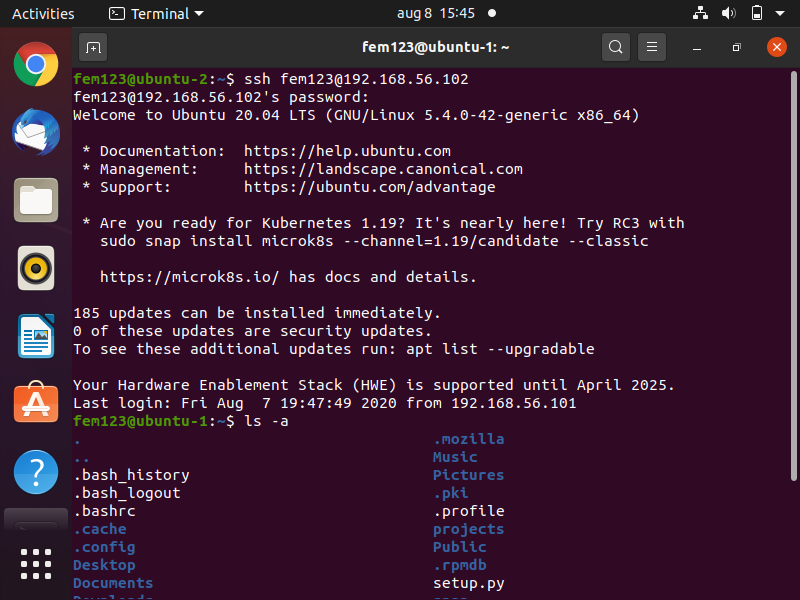 Activities Terminal aug 8 15:45
fem123@ubuntu-1: ~
fem123@ubuntu-2:~$ ssh fem123@192.168.56.102
fem123@192.168.56.102's password:
Welcome to Ubuntu 20.04 LTS (GNU/Linux 5.4.0-42-generic x86_64)
* Documentation: https://help.ubuntu.com
* Management: https://landscape.canonical.com
* Support: https://ubuntu.com/advantage
* Are you ready for Kubernetes 1.19? It's nearly here! Try RC3 with
sudo snap install microk8s --channel=1.19/candidate --classic
https://microk8s.io/ has docs and details.
185 updates can be installed immediately.
0 of these updates are security updates.
To see these additional updates run: apt list --upgradable
Your Hardware Enablement Stack (HWE) is supported until April 2025.
Last login: Fri Aug  7 19:47:49 2020 from 192.168.56.101
fem123@ubuntu-1:~$ ls -a
. .mozilla
.. Music
.bash_history Pictures
.bash_logout .pki
.bashrc .profile
.cache projects
.config Public
Desktop .rpmdb
Documents setup.py